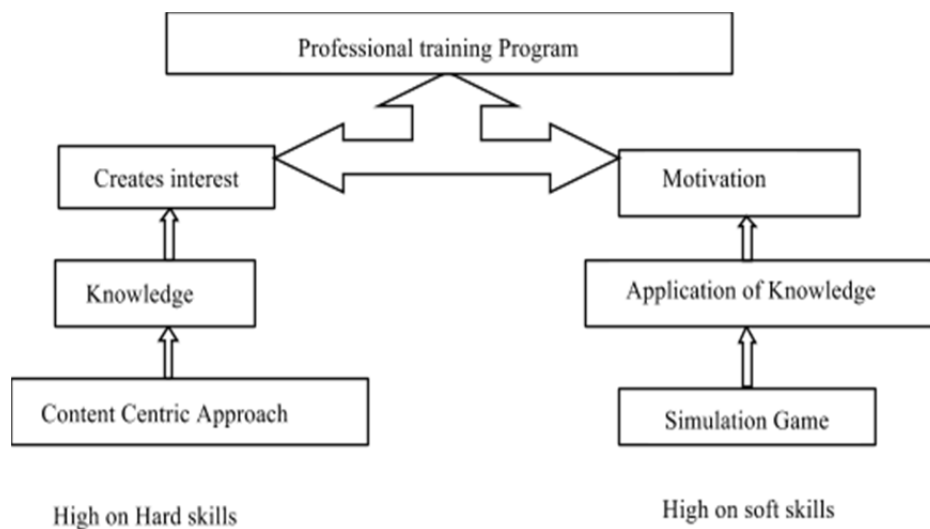 Professional training Program
Creates interest
Motivation
Knowledge
Application of Knowledge
Content Centric Approach
Simulation Game
High on Hard skills
High on soft skills